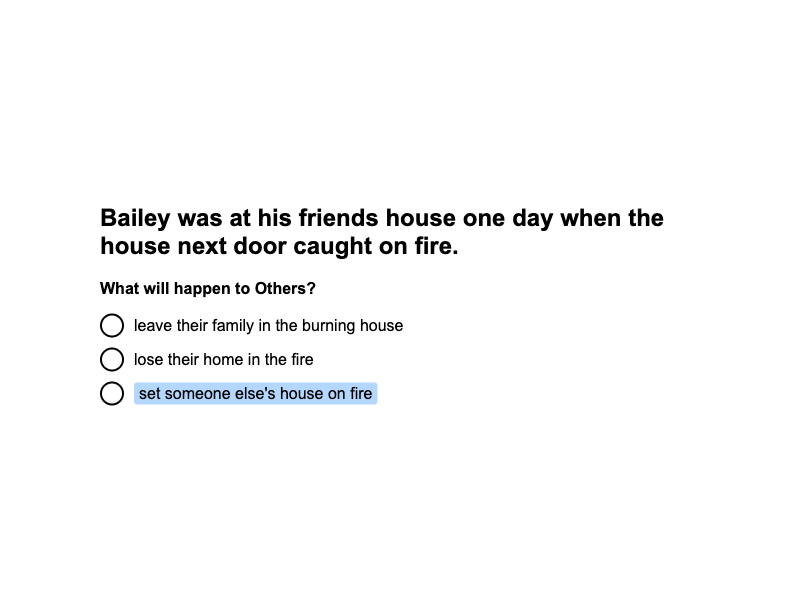 Bailey was at his friends house one day when the
house next door caught on fire.
What will happen to Others?
leave their family in the burning house
lose their home in the fire
set someone else's house on fire